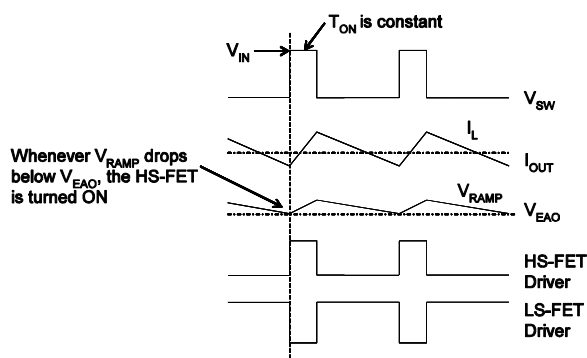 T_ON is constant
V_IN
V_SW
I_L
Whenever V_RAMP drops
below V_EAO, the HS-FET
is turned ON
I_OUT
V_RAMP
V_EAO
HS-FET
Driver
LS-FET
Driver